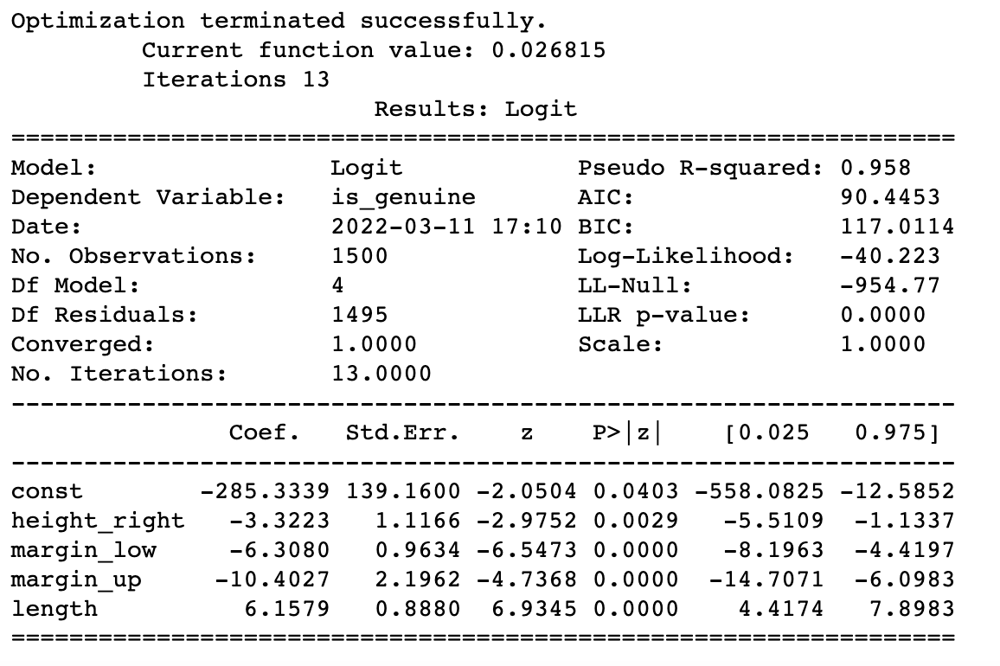 Optimization terminated successfully.
         Current function value: 0.026815
         Iterations 13
                         Results: Logit
=================================================================
Model:                Logit            Pseudo R-squared: 0.958
Dependent Variable:   is_genuine       AIC:              90.4453
Date:                 2022-03-11 17:10 BIC:              117.0114
No. Observations:     1500             Log-Likelihood:   -40.223
Df Model:             4                LL-Null:          -954.77
Df Residuals:         1495             LLR p-value:      0.0000
Converged:            1.0000           Scale:            1.0000
No. Iterations:       13.0000
-----------------------------------------------------------------
               Coef.   Std.Err.    z    P>|z|    [0.025   0.975]
-----------------------------------------------------------------
const        -285.3339 139.1600 -2.0504 0.0403 -558.0825 -12.5852
height_right   -3.3223   1.1166 -2.9752 0.0029   -5.5109  -1.1337
margin_low     -6.3080   0.9634 -6.5473 0.0000   -8.1963  -4.4197
margin_up     -10.4027   2.1962 -4.7368 0.0000  -14.7071  -6.0983
length          6.1579   0.8880  6.9345 0.0000    4.4174   7.8983
=================================================================